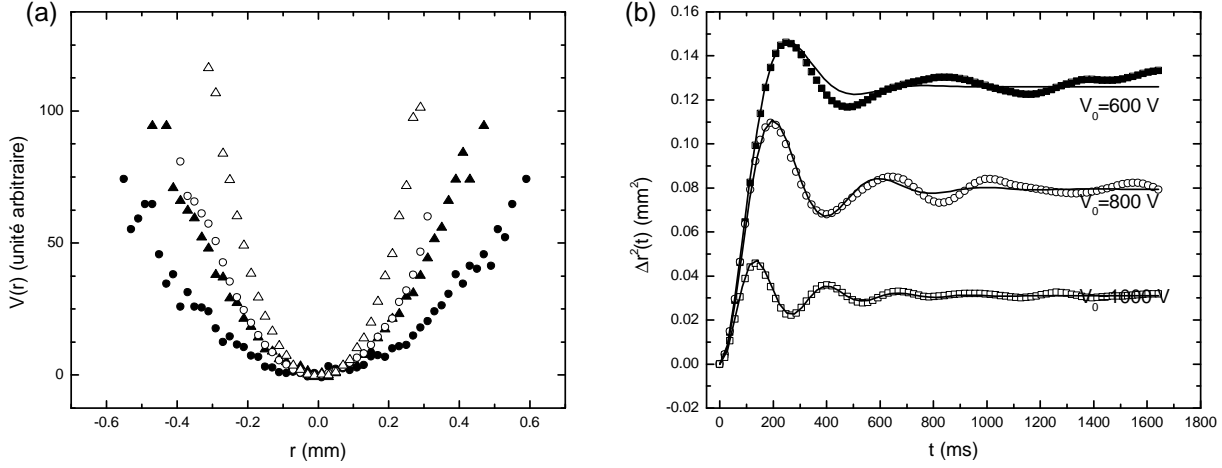 (a)
V(r) (unité arbitraire)
100
50
0
-0.6 -0.4 -0.2 0.0 0.2 0.4 0.6
r (mm)
(b)
Δr²(t) (mm²)
0.16
0.14
0.12
0.10
0.08
0.06
0.04
0.02
0.00
-0.02
V₀=600 V
V₀=800 V
V₀=1000 V
0 200 400 600 800 1000 1200 1400 1600 1800
t (ms)